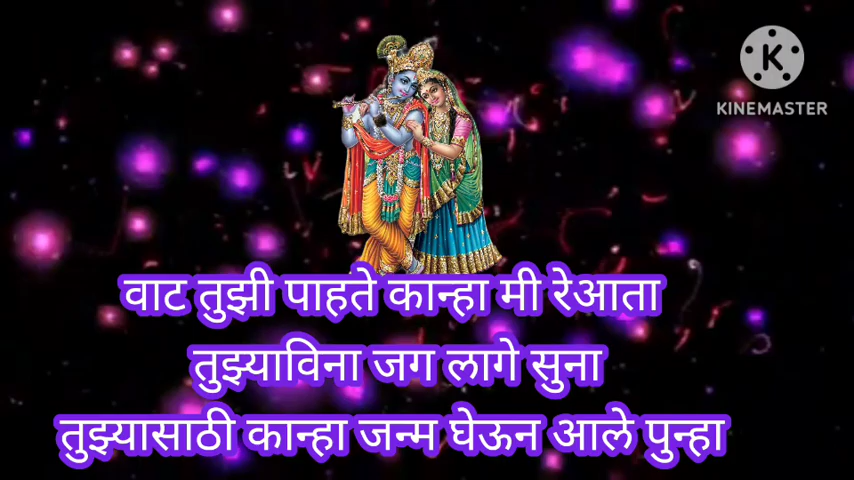 KINEMASTER
वाट तुझी पाहते कान्हा मी रेआता
तुझ्याविना जग लागे सुना
तुझ्यासाठी कान्हा जन्म घेऊन आले पुन्हा